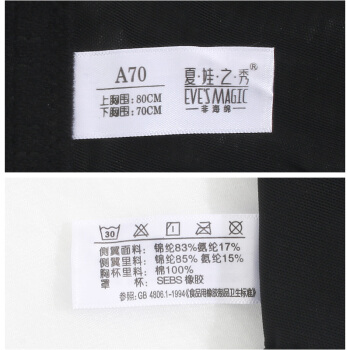 A70
上胸围:80CM
下胸围:70CM
夏·娃·之·秀®
EVE'S MAGIC
非海绵
30
侧翼面料: 锦纶83%氨纶17%
侧翼里料: 锦纶85% 氨纶15%
胸杯里料: 棉100%
罩 杯: SEBS橡胶
参照: GB 4806.1-1994《食品用橡胶制品卫生标准》